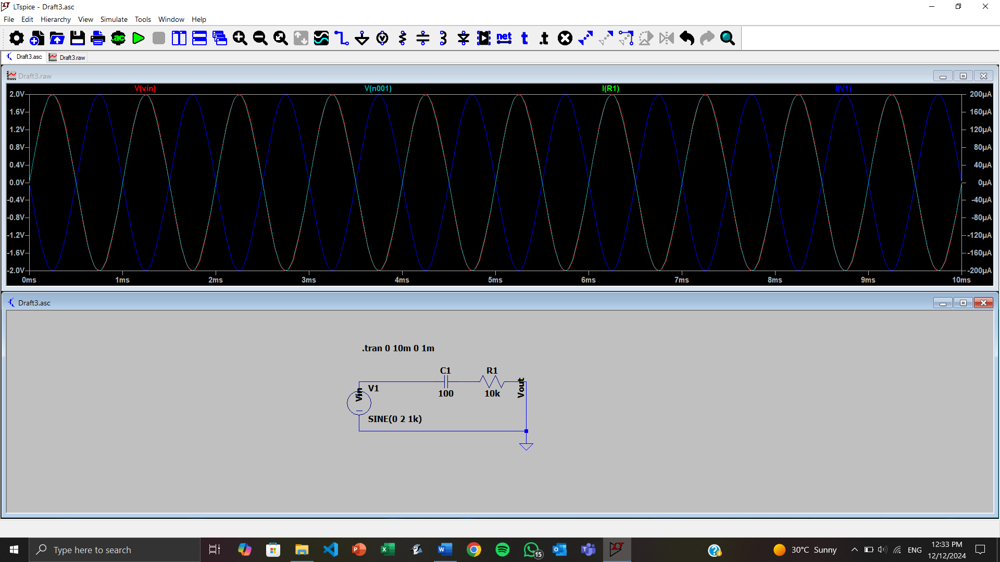 LTspice - Draft3.asc
File Edit Hierarchy View Simulate Tools Window Help
.ac net t .t
Draft3.asc Draft3.raw
Draft3.raw
V(vin) V(n001) I(R1) I(V1)
2.0V 200µA
1.6V 160µA
1.2V 120µA
0.8V 80µA
0.4V 40µA
0.0V 0µA
-0.4V -40µA
-0.8V -80µA
-1.2V -120µA
-1.6V -160µA
-2.0V -200µA
0ms 1ms 2ms 3ms 4ms 5ms 6ms 7ms 8ms 9ms 10ms
Draft3.asc
.tran 0 10m 0 1m
C1 R1
Vin V1 100 10k Vout
SINE(0 2 1k)
Type here to search
15
30°C Sunny
ENG
12:33 PM
12/12/2024